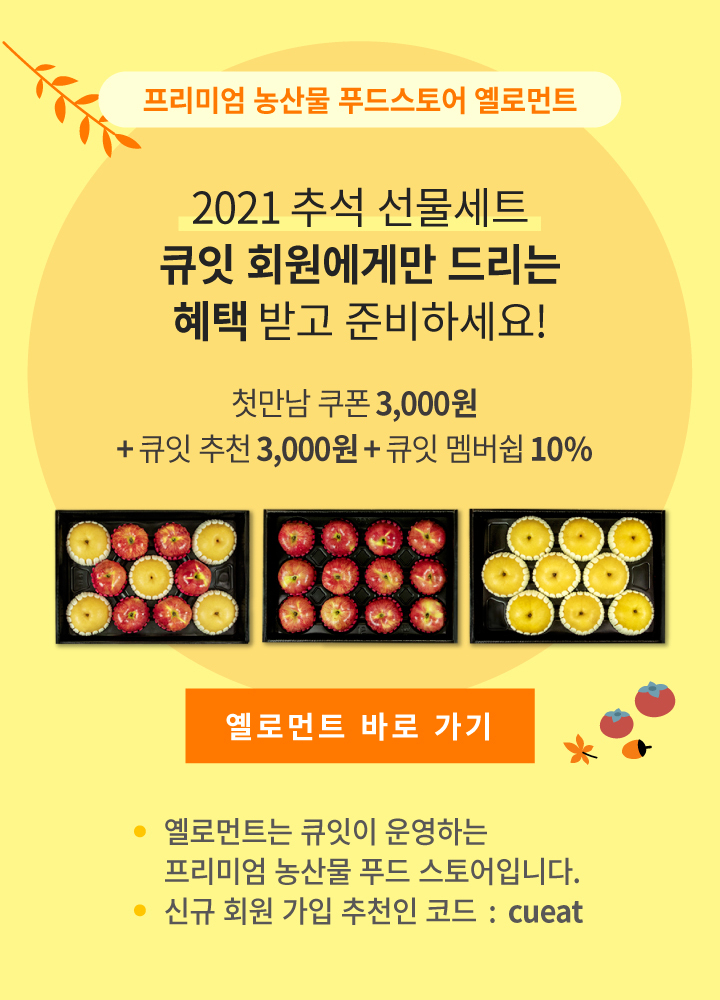 프리미엄 농산물 푸드스토어 옐로먼트
2021 추석 선물세트
큐잇 회원에게만 드리는
혜택 받고 준비하세요!
첫만남 쿠폰 3,000원
+ 큐잇 추천 3,000원 + 큐잇 멤버쉽 10%
옐로먼트 바로 가기
• 옐로먼트는 큐잇이 운영하는
프리미엄 농산물 푸드 스토어입니다.
• 신규 회원 가입 추천인 코드 : cueat